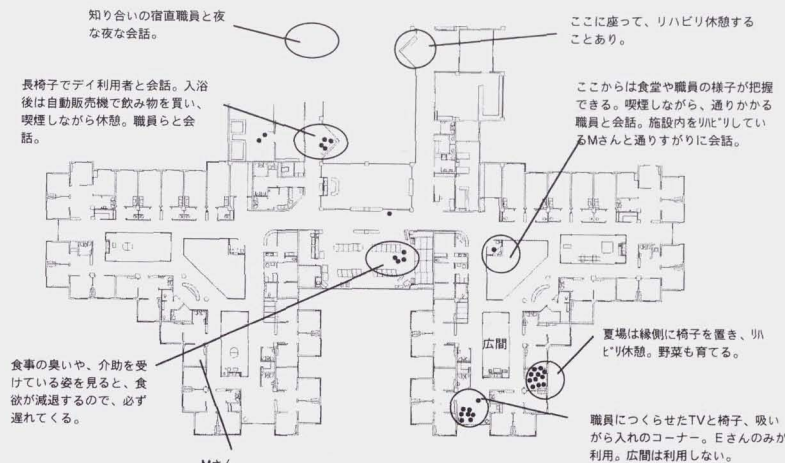 知り合いの宿直職員と夜
な夜な会話。
ここに座って、リハビリ休憩する
ことあり。
長椅子でデイ利用者と会話。入浴
後は自動販売機で飲み物を買い、
喫煙しながら休憩。職員らと会
話。
ここからは食堂や職員の様子が把握
できる。喫煙しながら、通りかかる
職員と会話。施設内をﾘﾊﾋﾞﾘしてい
るMさんと通りすがりに会話。
広間
夏場は縁側に椅子を置き、ﾘﾊ
ﾋﾞﾘ休憩。野菜も育てる。
食事の臭いや、介助を受
けている姿を見ると、食
欲が減退するので、必ず
遅れてくる。
職員につくらせたTVと椅子、吸い
がら入れのコーナー。Eさんのみが
利用。広間は利用しない。
Mさん